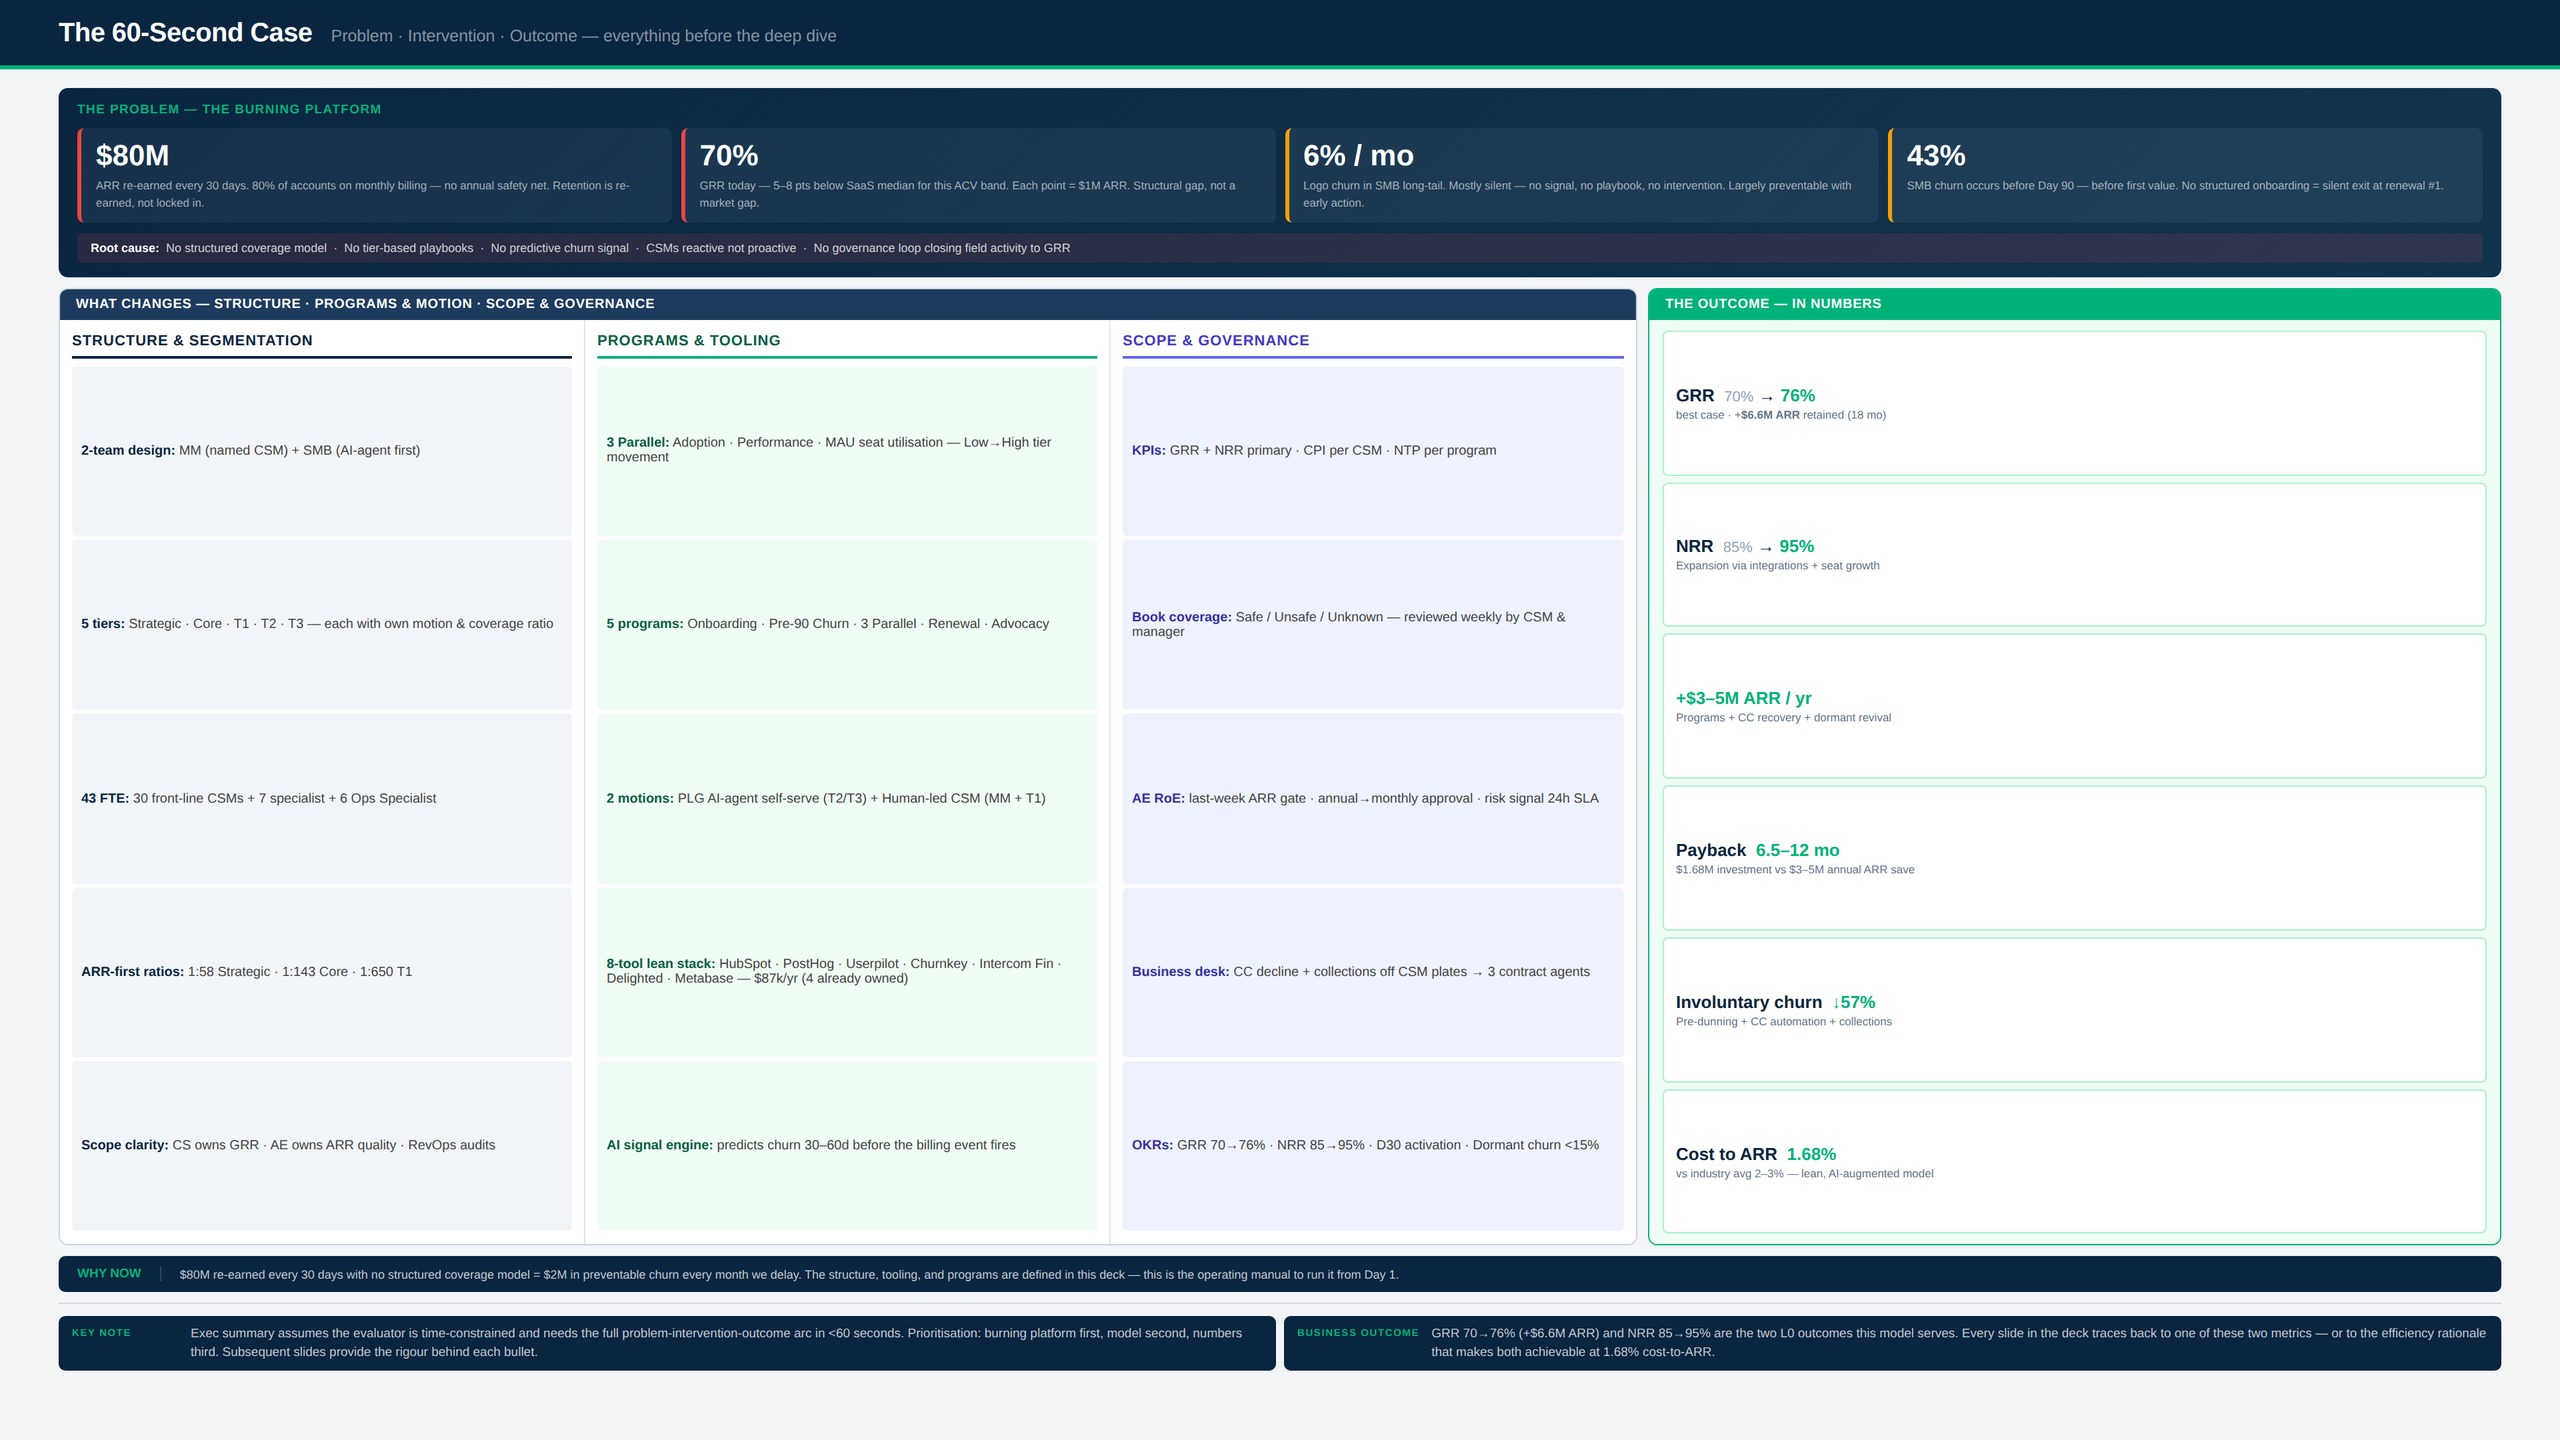 The 60-Second Case Problem · Intervention · Outcome — everything before the deep dive
THE PROBLEM — THE BURNING PLATFORM
$80M
ARR re-earned every 30 days. 80% of accounts on monthly billing — no annual safety net. Retention is re-
earned, not locked in.
70%
GRR today — 5–8 pts below SaaS median for this ACV band. Each point = $1M ARR. Structural gap, not a
market gap.
6% / mo
Logo churn in SMB long-tail. Mostly silent — no signal, no playbook, no intervention. Largely preventable with
early action.
43%
SMB churn occurs before Day 90 — before first value. No structured onboarding = silent exit at renewal #1.
Root cause: No structured coverage model · No tier-based playbooks · No predictive churn signal · CSMs reactive not proactive · No governance loop closing field activity to GRR
WHAT CHANGES — STRUCTURE · PROGRAMS & MOTION · SCOPE & GOVERNANCE
STRUCTURE & SEGMENTATION
2-team design: MM (named CSM) + SMB (AI-agent first)
5 tiers: Strategic · Core · T1 · T2 · T3 — each with own motion & coverage ratio
43 FTE: 30 front-line CSMs + 7 specialist + 6 Ops Specialist
ARR-first ratios: 1:58 Strategic · 1:143 Core · 1:650 T1
Scope clarity: CS owns GRR · AE owns ARR quality · RevOps audits
PROGRAMS & TOOLING
3 Parallel: Adoption · Performance · MAU seat utilisation — Low→High tier
movement
5 programs: Onboarding · Pre-90 Churn · 3 Parallel · Renewal · Advocacy
2 motions: PLG AI-agent self-serve (T2/T3) + Human-led CSM (MM + T1)
8-tool lean stack: HubSpot · PostHog · Userpilot · Churnkey · Intercom Fin ·
Delighted · Metabase — $87k/yr (4 already owned)
AI signal engine: predicts churn 30–60d before the billing event fires
SCOPE & GOVERNANCE
KPIs: GRR + NRR primary · CPI per CSM · NTP per program
Book coverage: Safe / Unsafe / Unknown — reviewed weekly by CSM &
manager
AE RoE: last-week ARR gate · annual→monthly approval · risk signal 24h SLA
Business desk: CC decline + collections off CSM plates → 3 contract agents
OKRs: GRR 70→76% · NRR 85→95% · D30 activation · Dormant churn <15%
THE OUTCOME — IN NUMBERS
GRR 70% → 76%
best case · +$6.6M ARR retained (18 mo)
NRR 85% → 95%
Expansion via integrations + seat growth
+$3–5M ARR / yr
Programs + CC recovery + dormant revival
Payback 6.5–12 mo
$1.68M investment vs $3–5M annual ARR save
Involuntary churn ↓57%
Pre-dunning + CC automation + collections
Cost to ARR 1.68%
vs industry avg 2–3% — lean, AI-augmented model
WHY NOW $80M re-earned every 30 days with no structured coverage model = $2M in preventable churn every month we delay. The structure, tooling, and programs are defined in this deck — this is the operating manual to run it from Day 1.
KEY NOTE Exec summary assumes the evaluator is time-constrained and needs the full problem-intervention-outcome arc in <60 seconds. Prioritisation: burning platform first, model second, numbers
third. Subsequent slides provide the rigour behind each bullet.
BUSINESS OUTCOME GRR 70→76% (+$6.6M ARR) and NRR 85→95% are the two L0 outcomes this model serves. Every slide in the deck traces back to one of these two metrics — or to the efficiency rationale
that makes both achievable at 1.68% cost-to-ARR.